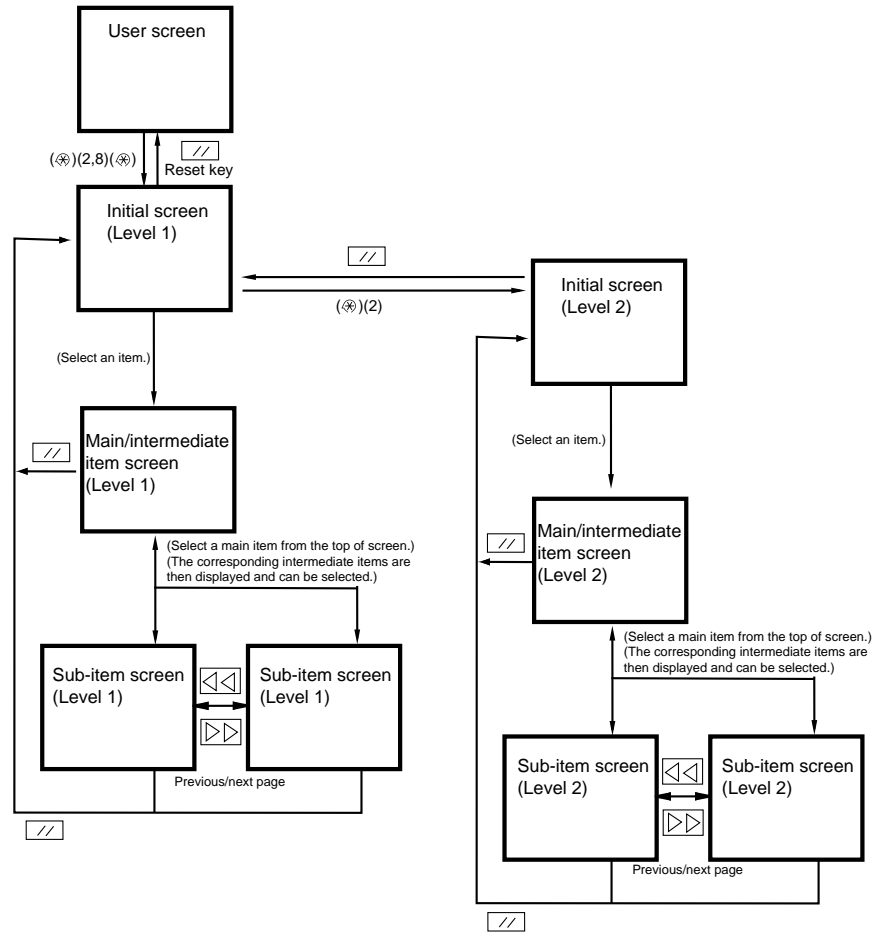 User screen
(✲)(2,8)(✲)
//
Reset key
Initial screen
(Level 1)
//
(✲)(2)
Initial screen
(Level 2)
(Select an item.)
(Select an item.)
//
Main/intermediate
item screen
(Level 1)
//
Main/intermediate
item screen
(Level 2)
(Select a main item from the top of screen.)
(The corresponding intermediate items are
then displayed and can be selected.)
(Select a main item from the top of screen.)
(The corresponding intermediate items are
then displayed and can be selected.)
Sub-item screen
(Level 1)
Sub-item screen
(Level 1)
Previous/next page
//
Sub-item screen
(Level 2)
Sub-item screen
(Level 2)
Previous/next page
//